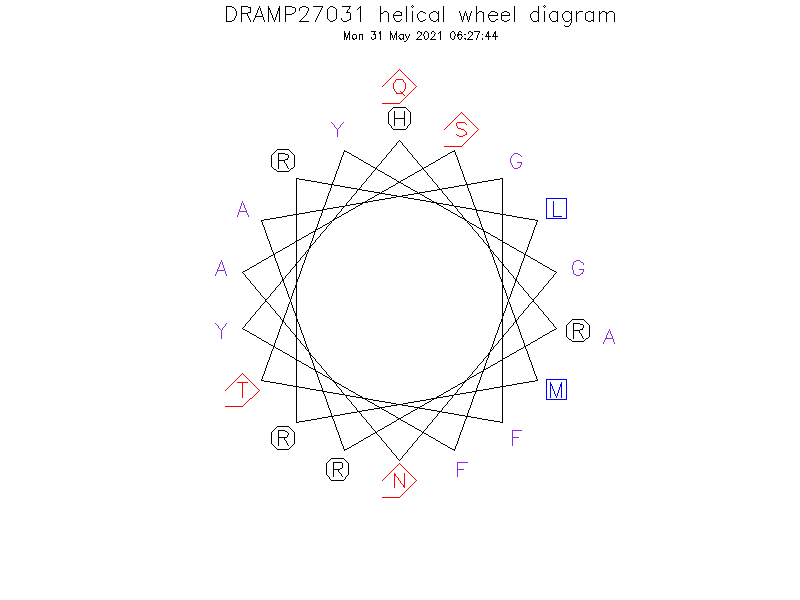 DRAMP27031 helical wheel diagram
Mon 31 May 2021 06:27:44
Q
H
Y S
R G
A L
A G
Y R A
T M
R F
R F
N